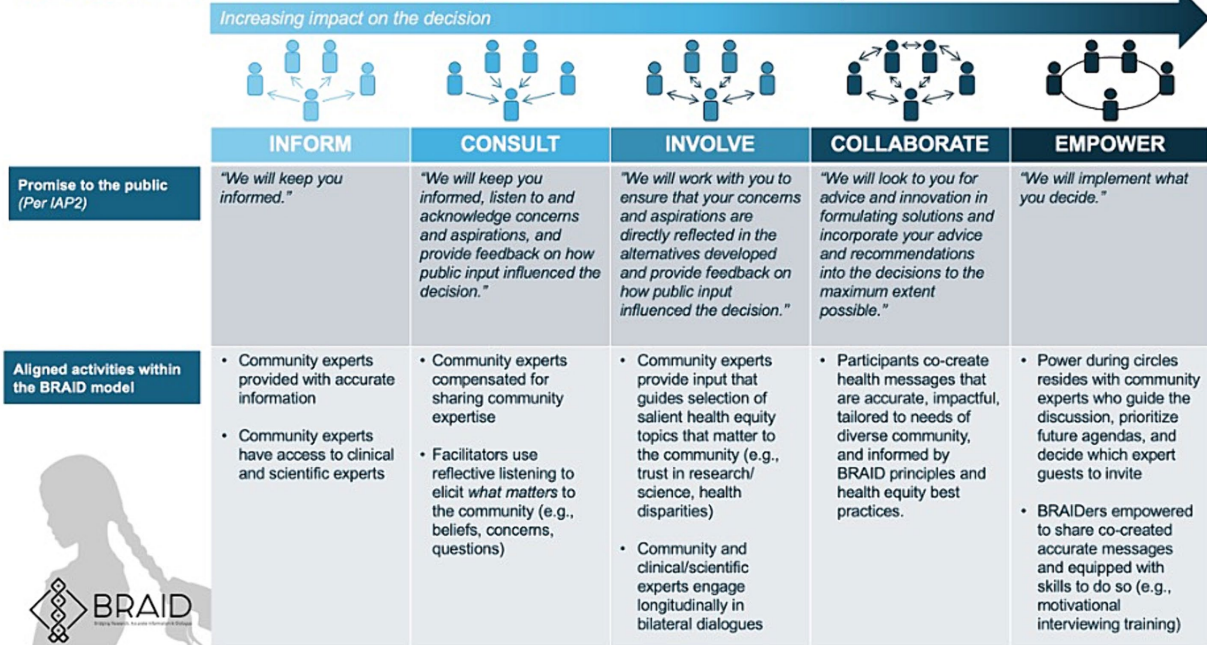 Increasing impact on the decision
INFORM
CONSULT
INVOLVE
COLLABORATE
EMPOWER
Promise to the public
(Per IAP2)
"We will keep you
informed."
"We will keep you
informed, listen to and
acknowledge concerns
and aspirations, and
provide feedback on how
public input influenced the
decision."
"We will work with you to
ensure that your concerns
and aspirations are
directly reflected in the
alternatives developed
and provide feedback on
how public input
influenced the decision."
"We will look to you for
advice and innovation in
formulating solutions and
incorporate your advice
and recommendations
into the decisions to the
maximum extent
possible."
"We will implement what
you decide."
Aligned activities within
the BRAID model
• Community experts
provided with accurate
information
• Community experts
have access to clinical
and scientific experts
• Community experts
compensated for
sharing community
expertise
• Facilitators use
reflective listening to
elicit what matters to
the community (e.g.,
beliefs, concerns,
questions)
• Community experts
provide input that
guides selection of
salient health equity
topics that matter to
the community (e.g.,
trust in research/
science, health
disparities)
• Community and
clinical/scientific
experts engage
longitudinally in
bilateral dialogues
• Participants co-create
health messages that
are accurate, impactful,
tailored to needs of
diverse community,
and informed by
BRAID principles and
health equity best
practices.
• Power during circles
resides with community
experts who guide the
discussion, prioritize
future agendas, and
decide which expert
guests to invite
• BRAIDers empowered
to share co-created
accurate messages
and equipped with
skills to do so (e.g.,
motivational
interviewing training)
BRAID
Bridging Research, Accurate Information & Dialogue